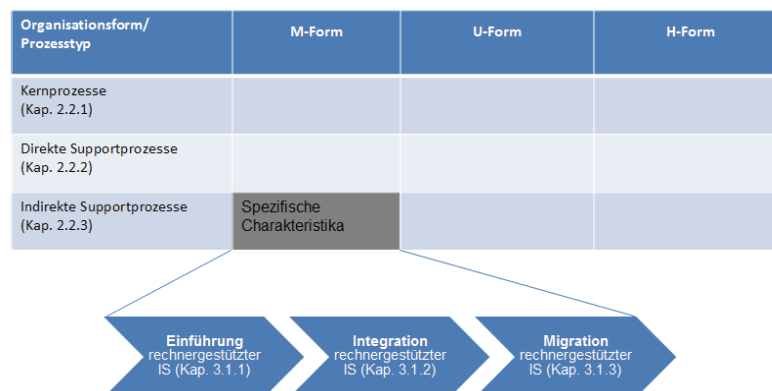 Organisationsform/
Prozesstyp
M-Form
U-Form
H-Form
Kernprozesse
(Kap. 2.2.1)
Direkte Supportprozesse
(Kap. 2.2.2)
Indirekte Supportprozesse
(Kap. 2.2.3)
Spezifische
Charakteristika
Einführung
rechnergestützter
IS (Kap. 3.1.1)
Integration
rechnergestützter
IS (Kap. 3.1.2)
Migration
rechnergestützter
IS (Kap. 3.1.3)